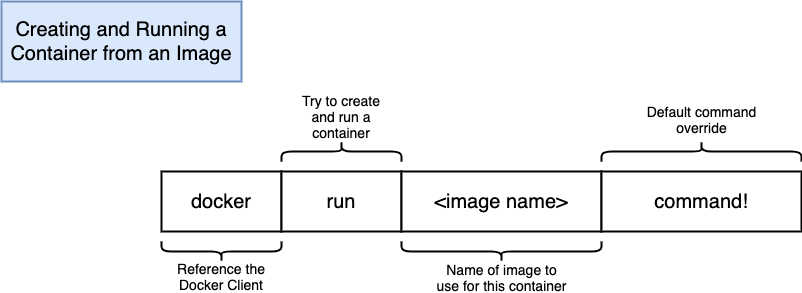 Creating and Running a
Container from an Image
Try to create
and run a
container
Default command
override
docker
run
<image name>
command!
Reference the
Docker Client
Name of image to
use for this container